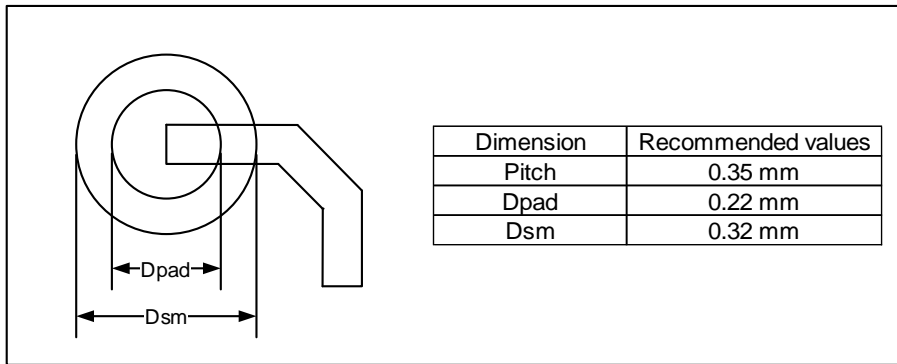 Dpad
Dsm
Dimension Recommended values
Pitch 0.35 mm
Dpad 0.22 mm
Dsm 0.32 mm